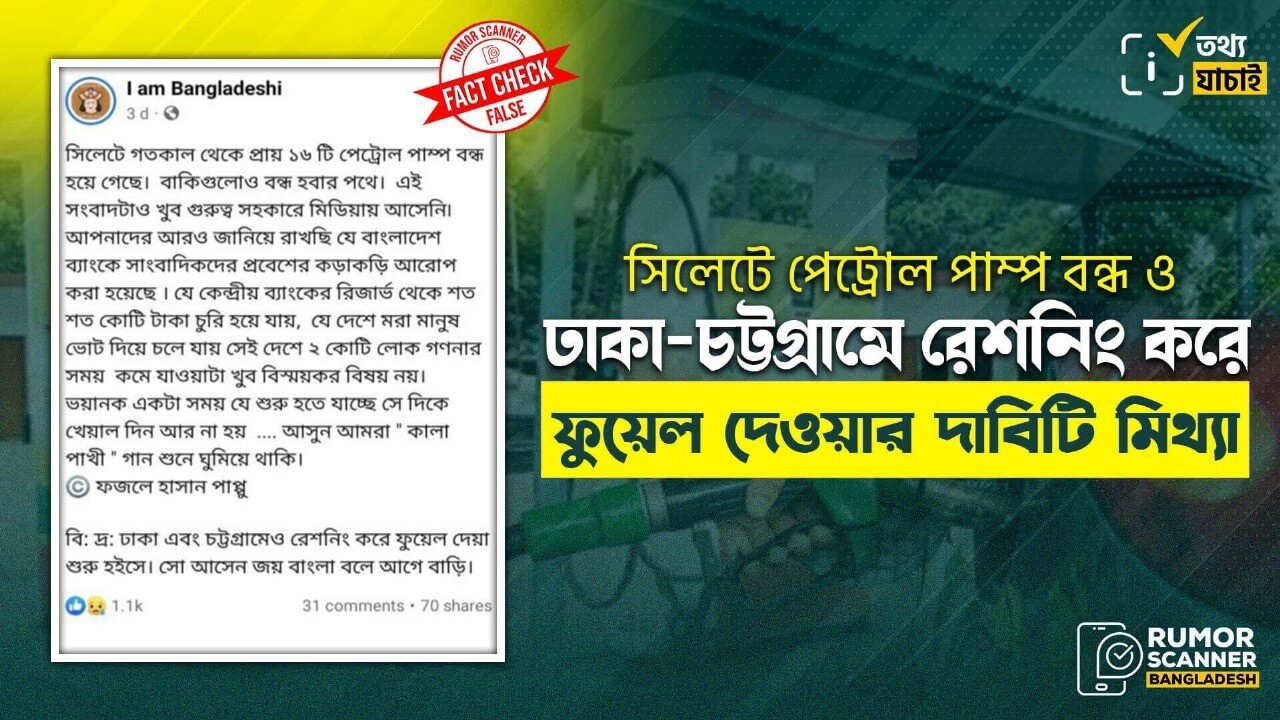 I am Bangladeshi
3 d ·
সিলেটে গতকাল থেকে প্রায় ১৬ টি পেট্রোল পাম্প বন্ধ
হয়ে গেছে। বাকিগুলোও বন্ধ হবার পথে। এই
সংবাদটাও খুব গুরুত্ব সহকারে মিডিয়ায় আসেনি।
আপনাদের আরও জানিয়ে রাখছি যে বাংলাদেশ
ব্যাংকে সাংবাদিকদের প্রবেশের কড়াকড়ি আরোপ
করা হয়েছে । যে কেন্দ্রীয় ব্যাংকের রিজার্ভ থেকে শত
শত কোটি টাকা চুরি হয়ে যায়, যে দেশে মরা মানুষ
ভোট দিয়ে চলে যায় সেই দেশে ২ কোটি লোক গণনার
সময় কমে যাওয়াটা খুব বিস্ময়কর বিষয় নয়।
ভয়ানক একটা সময় যে শুরু হতে যাচ্ছে সে দিকে
খেয়াল দিন আর না হয় .... আসুন আমরা " কালা
পাখী " গান শুনে ঘুমিয়ে থাকি।
© ফজলে হাসান পাপ্পু
বি: দ্র: ঢাকা এবং চট্টগ্রামেও রেশনিং করে ফুয়েল দেয়া
শুরু হইসে। সো আসেন জয় বাংলা বলে আগে বাড়ি।
1.1k
31 comments • 70 shares
RUMOR SCANNER
FACT CHECK
FALSE
তথ্য
যাচাই
সিলেটে পেট্রোল পাম্প বন্ধ ও
ঢাকা-চট্টগ্রামে রেশনিং করে
ফুয়েল দেওয়ার দাবিটি মিথ্যা
RUMOR
SCANNER
BANGLADESH